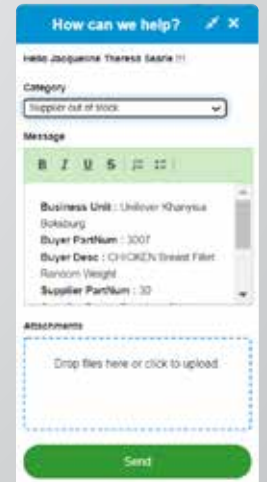 How can we help?
Hello Jacqueline Theresa Searle !!!
Category
Supplier out of stock
Message
B I U S
Business Unit : Unilever Khanyisa
Boksburg
Buyer PartNum : 3007
Buyer Desc : CHICKEN Breast Fillet
Random Weight
Supplier PartNum : 30
Attachments
Drop files here or click to upload
Send